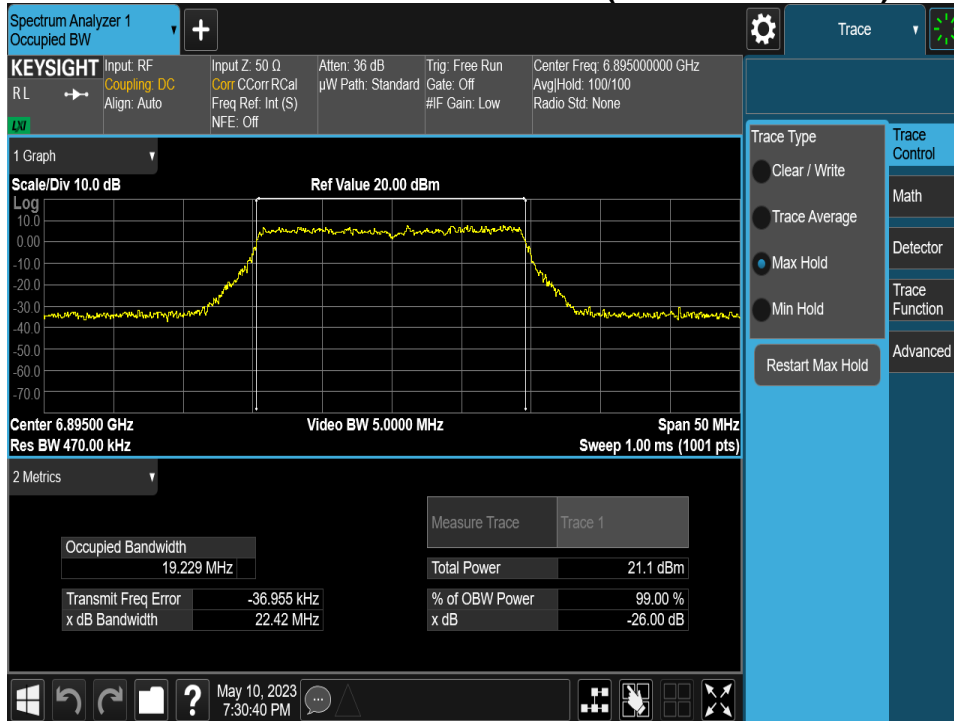 Spectrum Analyzer 1
Occupied BW
+
Trace
KEYSIGHT
R L
LXI
Input: RF
Coupling: DC
Align: Auto
Input Z: 50 Ω
Corr CCorr RCal
Freq Ref: Int (S)
NFE: Off
Atten: 36 dB
µW Path: Standard
Trig: Free Run
Gate: Off
#IF Gain: Low
Center Freq: 6.895000000 GHz
Avg|Hold: 100/100
Radio Std: None
1 Graph
Scale/Div 10.0 dB
Ref Value 20.00 dBm
Log
10.0
0.00
-10.0
-20.0
-30.0
-40.0
-50.0
-60.0
-70.0
Center 6.89500 GHz
Video BW 5.0000 MHz
Span 50 MHz
Res BW 470.00 kHz
Sweep 1.00 ms (1001 pts)
2 Metrics
Measure Trace
Trace 1
Occupied Bandwidth
19.229 MHz
Total Power
21.1 dBm
Transmit Freq Error
-36.955 kHz
% of OBW Power
99.00 %
x dB Bandwidth
22.42 MHz
x dB
-26.00 dB
Trace Type
Clear / Write
Trace Average
Max Hold
Min Hold
Restart Max Hold
Trace
Control
Math
Detector
Trace
Function
Advanced
?
May 10, 2023
7:30:40 PM